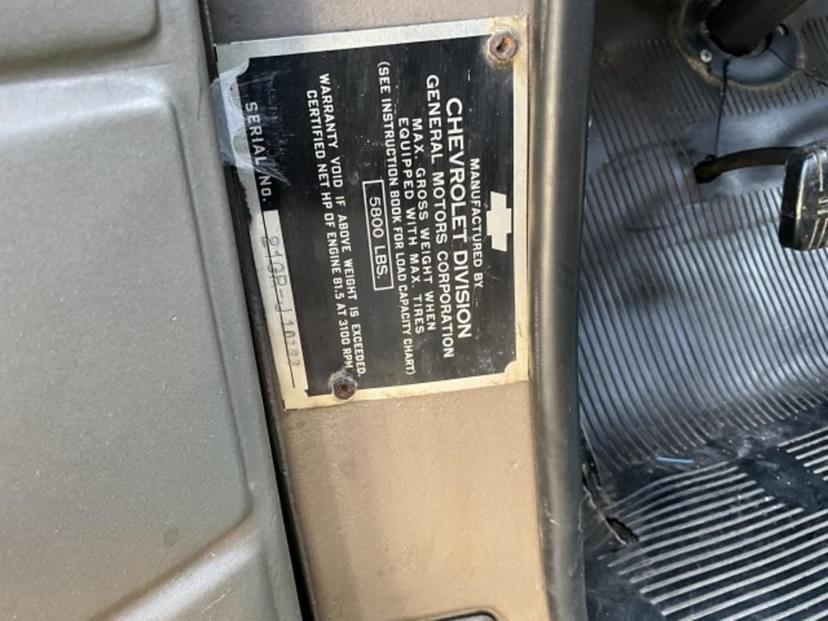 MANUFACTURED BY
CHEVROLET DIVISION
GENERAL MOTORS CORPORATION
MAX. GROSS WEIGHT WHEN
EQUIPPED WITH MAX. TIRES
(SEE INSTRUCTION BOOK FOR LOAD CAPACITY CHART)
5800 LBS.
WARRANTY VOID IF ABOVE WEIGHT IS EXCEEDED.
CERTIFIED NET HP OF ENGINE 81.5 AT 3100 RPM
SERIAL No.